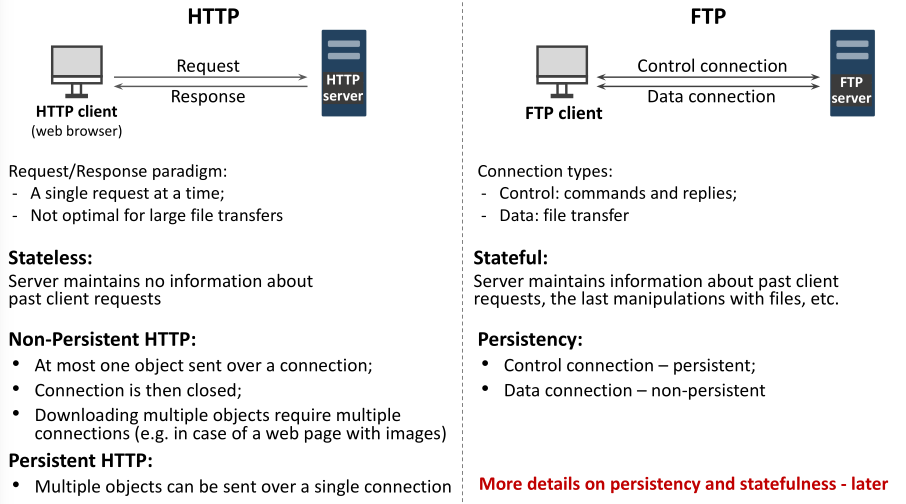 HTTP
Request
Response
HTTP
server
HTTP client
(web browser)
Request/Response paradigm:
- A single request at a time;
- Not optimal for large file transfers
Stateless:
Server maintains no information about
past client requests
Non-Persistent HTTP:
• At most one object sent over a connection;
• Connection is then closed;
• Downloading multiple objects require multiple
connections (e.g. in case of a web page with images)
Persistent HTTP:
• Multiple objects can be sent over a single connection
FTP
Control connection
Data connection
FTP
server
FTP client
Connection types:
- Control: commands and replies;
- Data: file transfer
Stateful:
Server maintains information about past client
requests, the last manipulations with files, etc.
Persistency:
• Control connection – persistent;
• Data connection – non-persistent
More details on persistency and statefulness - later